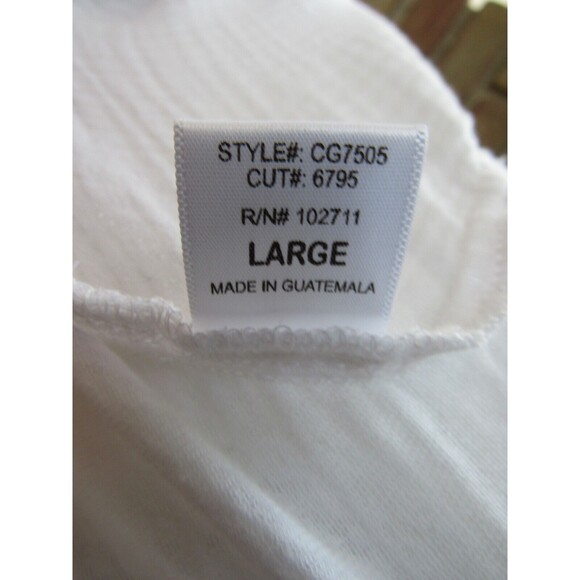 STYLE#: CG7505
CUT#: 6795
R/N# 102711
LARGE
MADE IN GUATEMALA